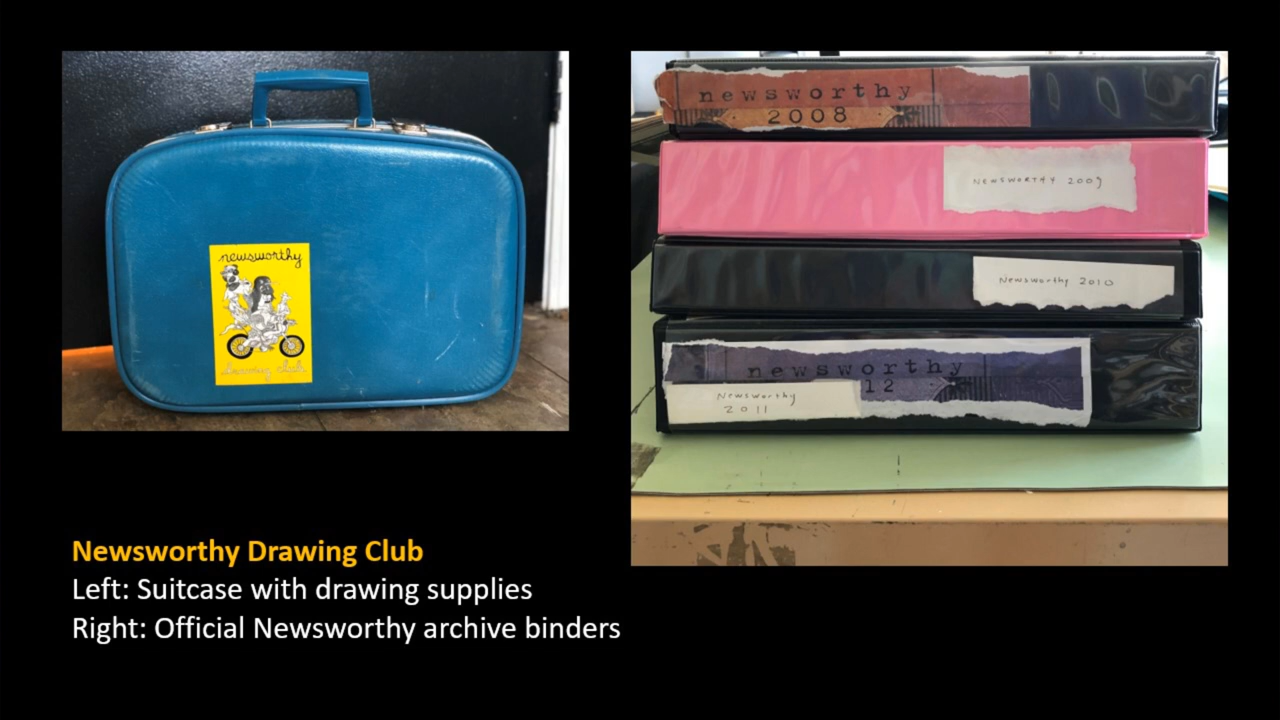 newsworthy
drawing club
newsworthy
2008
NEWSWORTHY 2009
Newsworthy 2010
newsworthy
12
Newsworthy
2011
Newsworthy Drawing Club
Left: Suitcase with drawing supplies
Right: Official Newsworthy archive binders